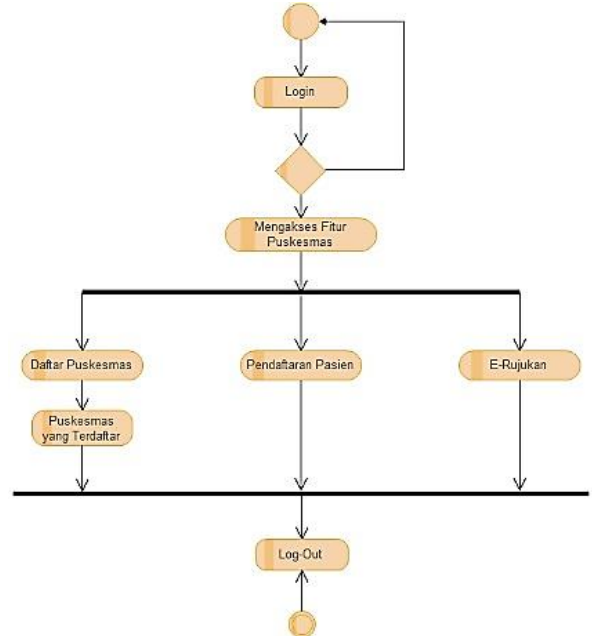 Login
Mengakses Fitur
Puskesmas
Daftar Puskesmas
Pendaftaran Pasien
E-Rujukan
Puskesmas
yang Terdaftar
Log-Out